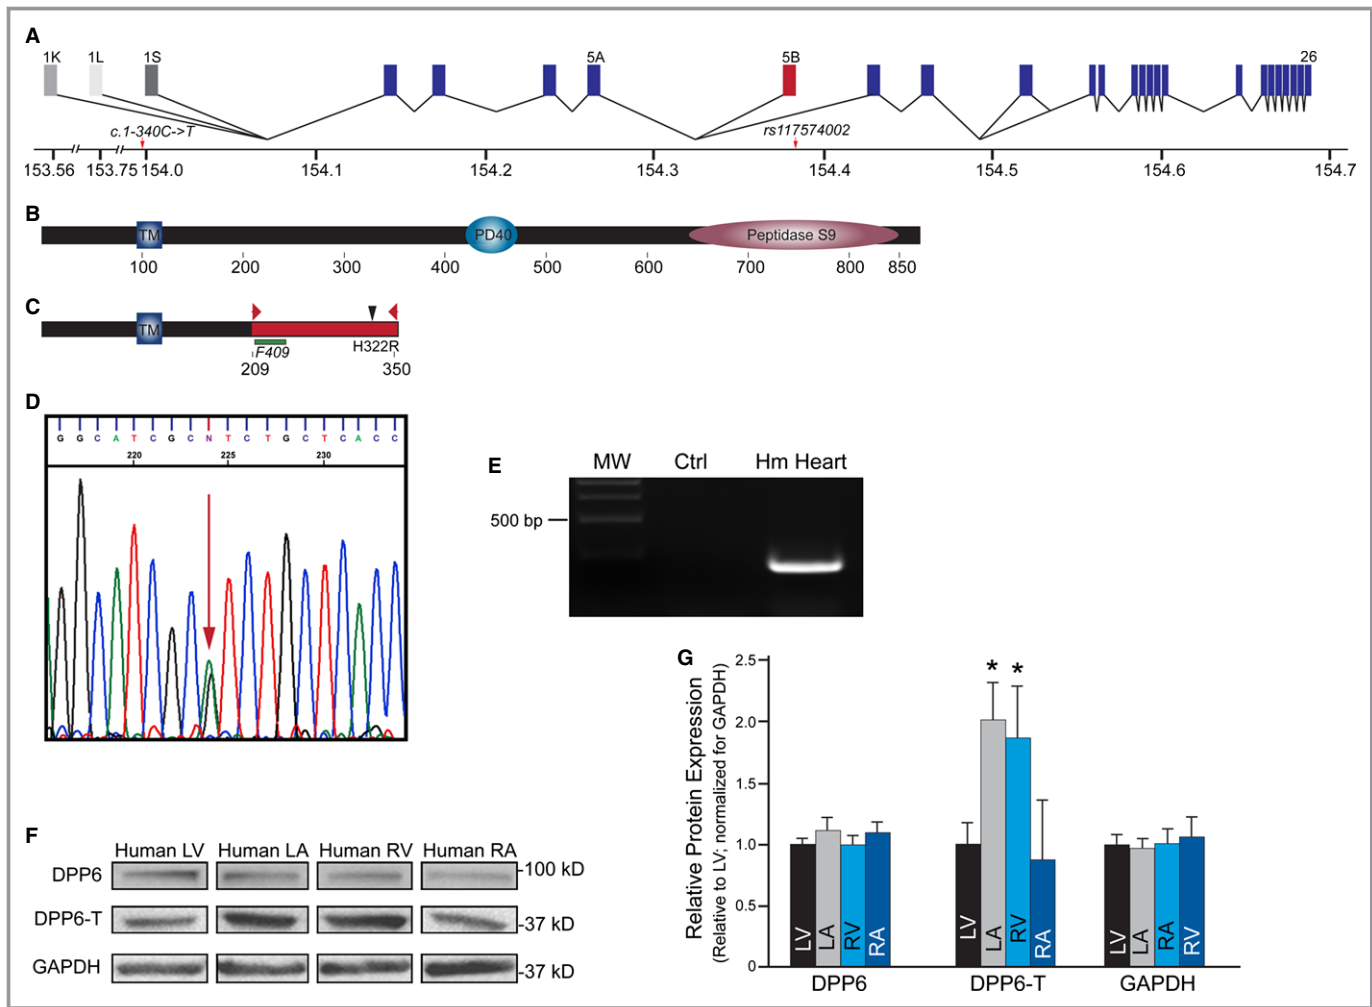 A
1K 1L 1S 5A 5B 26
c.1-340C->T rs117574002
153.56 153.75 154.0 154.1 154.2 154.3 154.4 154.5 154.6 154.7
B
TM PD40 Peptidase S9
100 200 300 400 500 600 700 800 850
C
TM
F409 H322R
209 350
D
G G C A T C G C N T C T G C T C A C C
220 225 230
E
MW Ctrl Hm Heart
500 bp
F
Human LV Human LA Human RV Human RA
DPP6 -100 kD
DPP6-T -37 kD
GAPDH -37 kD
G
Relative Protein Expression
(Relative to LV; normalized for GAPDH)
2.5
2.0
1.5
1.0
0.5
0
* *
LV LA RV RA LV LA RV RA LV LA RA RV
DPP6 DPP6-T GAPDH